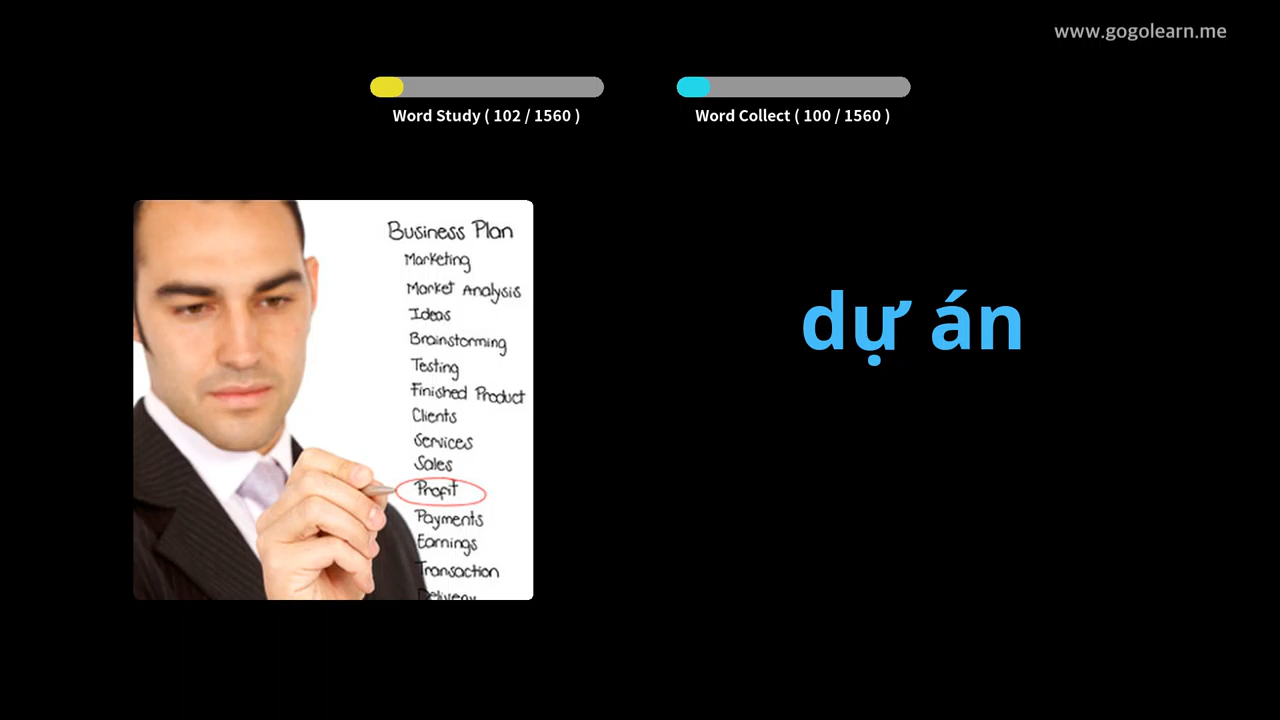 www.gogolearn.me
Word Study ( 102 / 1560 )
Word Collect ( 100 / 1560 )
Business Plan
Marketing
Market Analysis
Ideas
Brainstorming
Testing
Finished Product
Clients
Services
Sales
Profit
Payments
Earnings
Transaction
Delivery
dự án